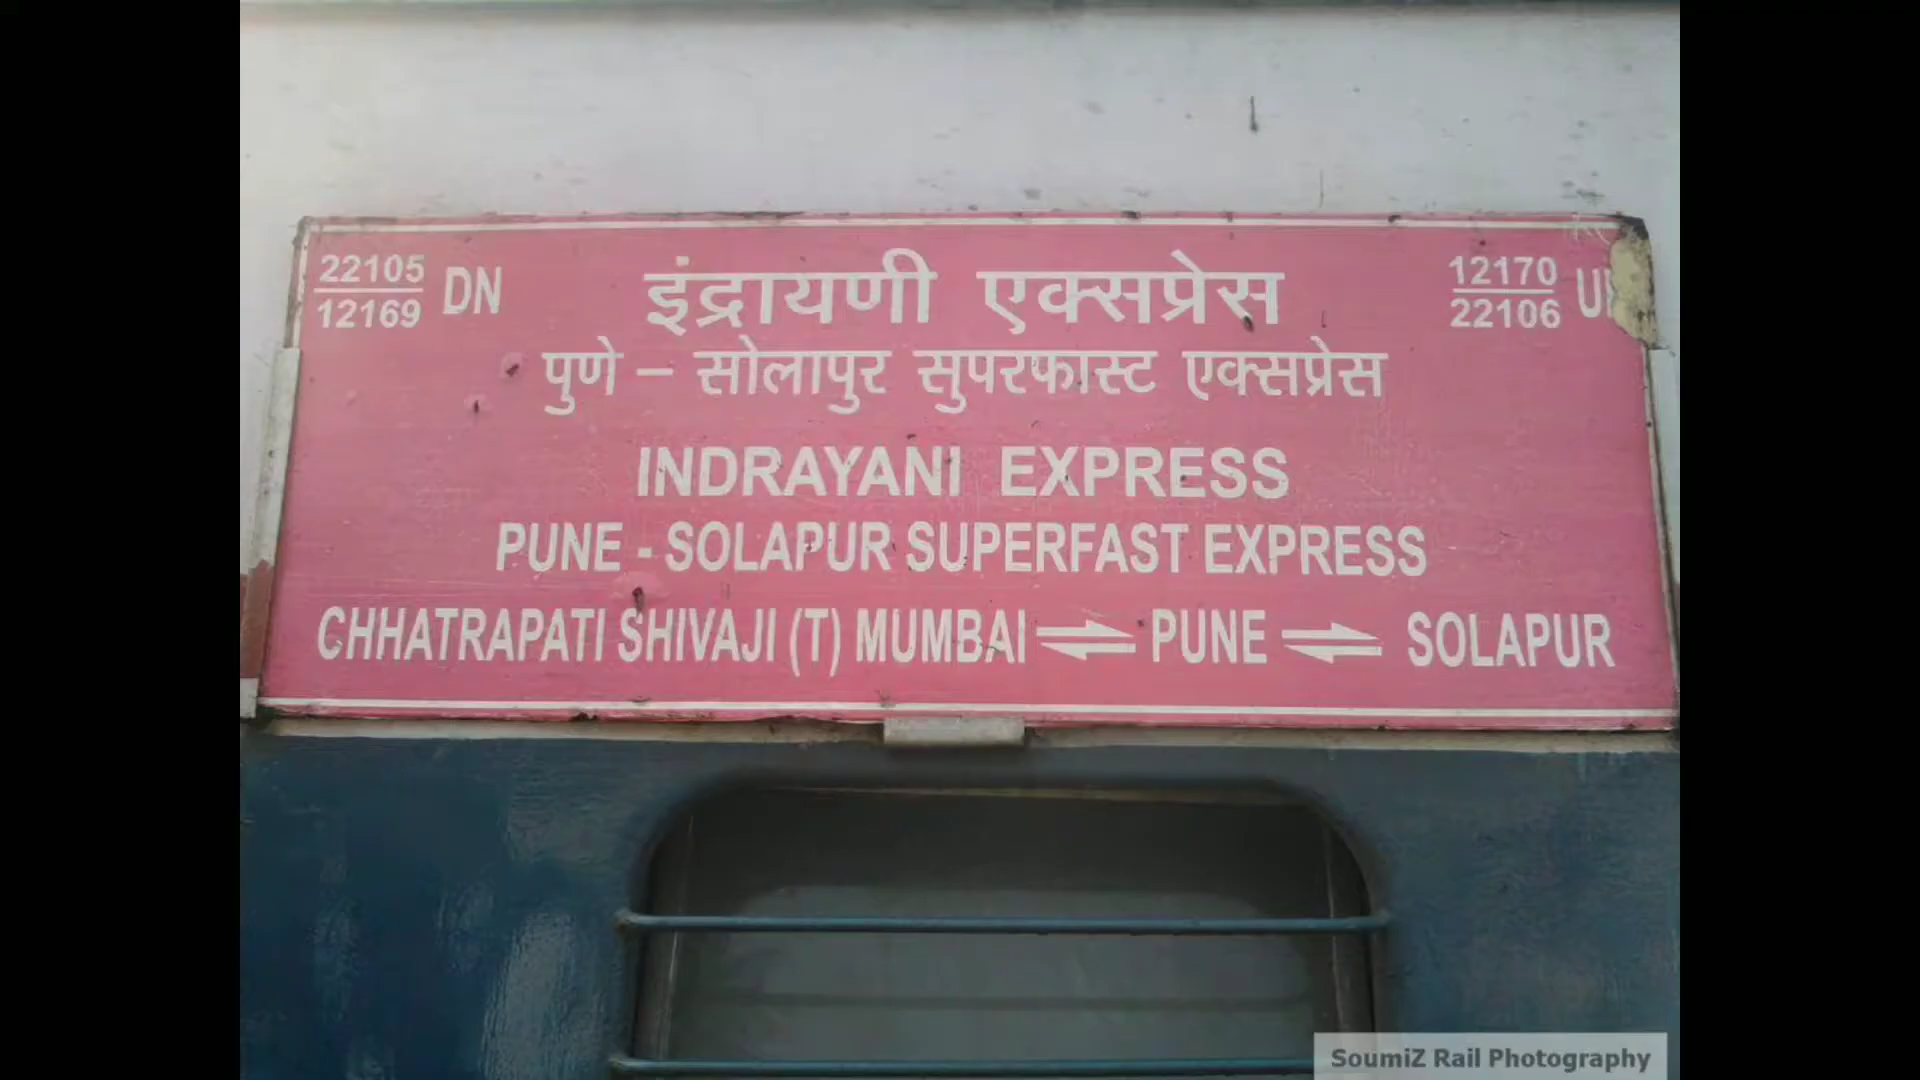 22105 DN इंद्रायणी एक्सप्रेस 12170
12169 22106
पुणे – सोलापुर सुपरफास्ट एक्सप्रेस
INDRAYANI EXPRESS
PUNE - SOLAPUR SUPERFAST EXPRESS
CHHATRAPATI SHIVAJI (T) MUMBAI ⇌ PUNE ⇌ SOLAPUR
SoumiZ Rail Photography